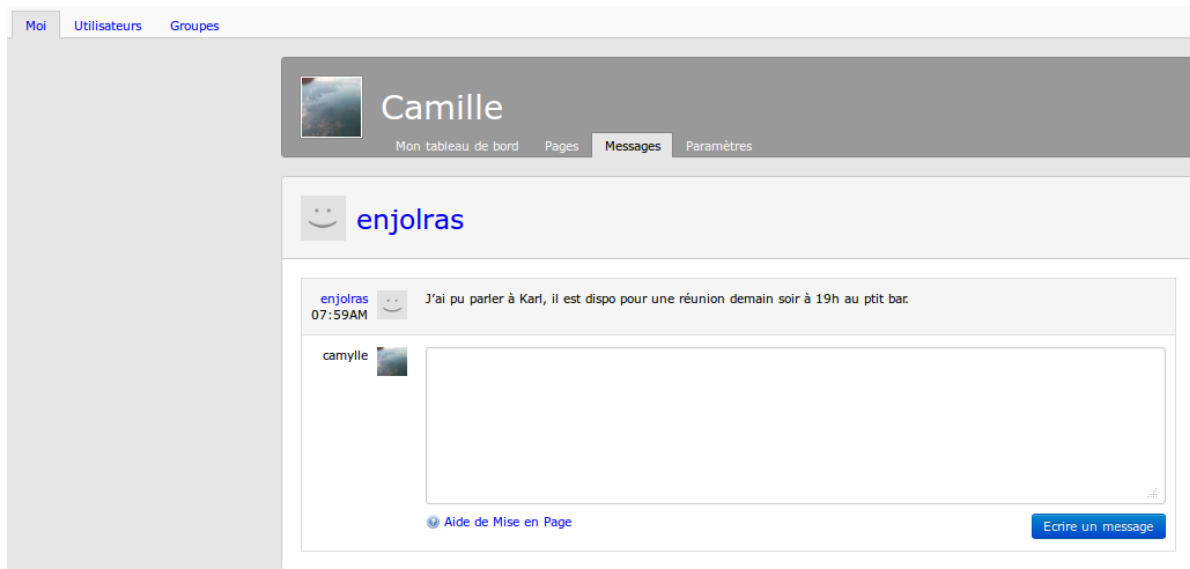 Moi Utilisateurs Groupes
Camille
Mon tableau de bord Pages Messages Paramètres
enjolras
enjolras J'ai pu parler à Karl, il est dispo pour une réunion demain soir à 19h au ptit bar.
07:59AM
camylle
Aide de Mise en Page
Ecrire un message